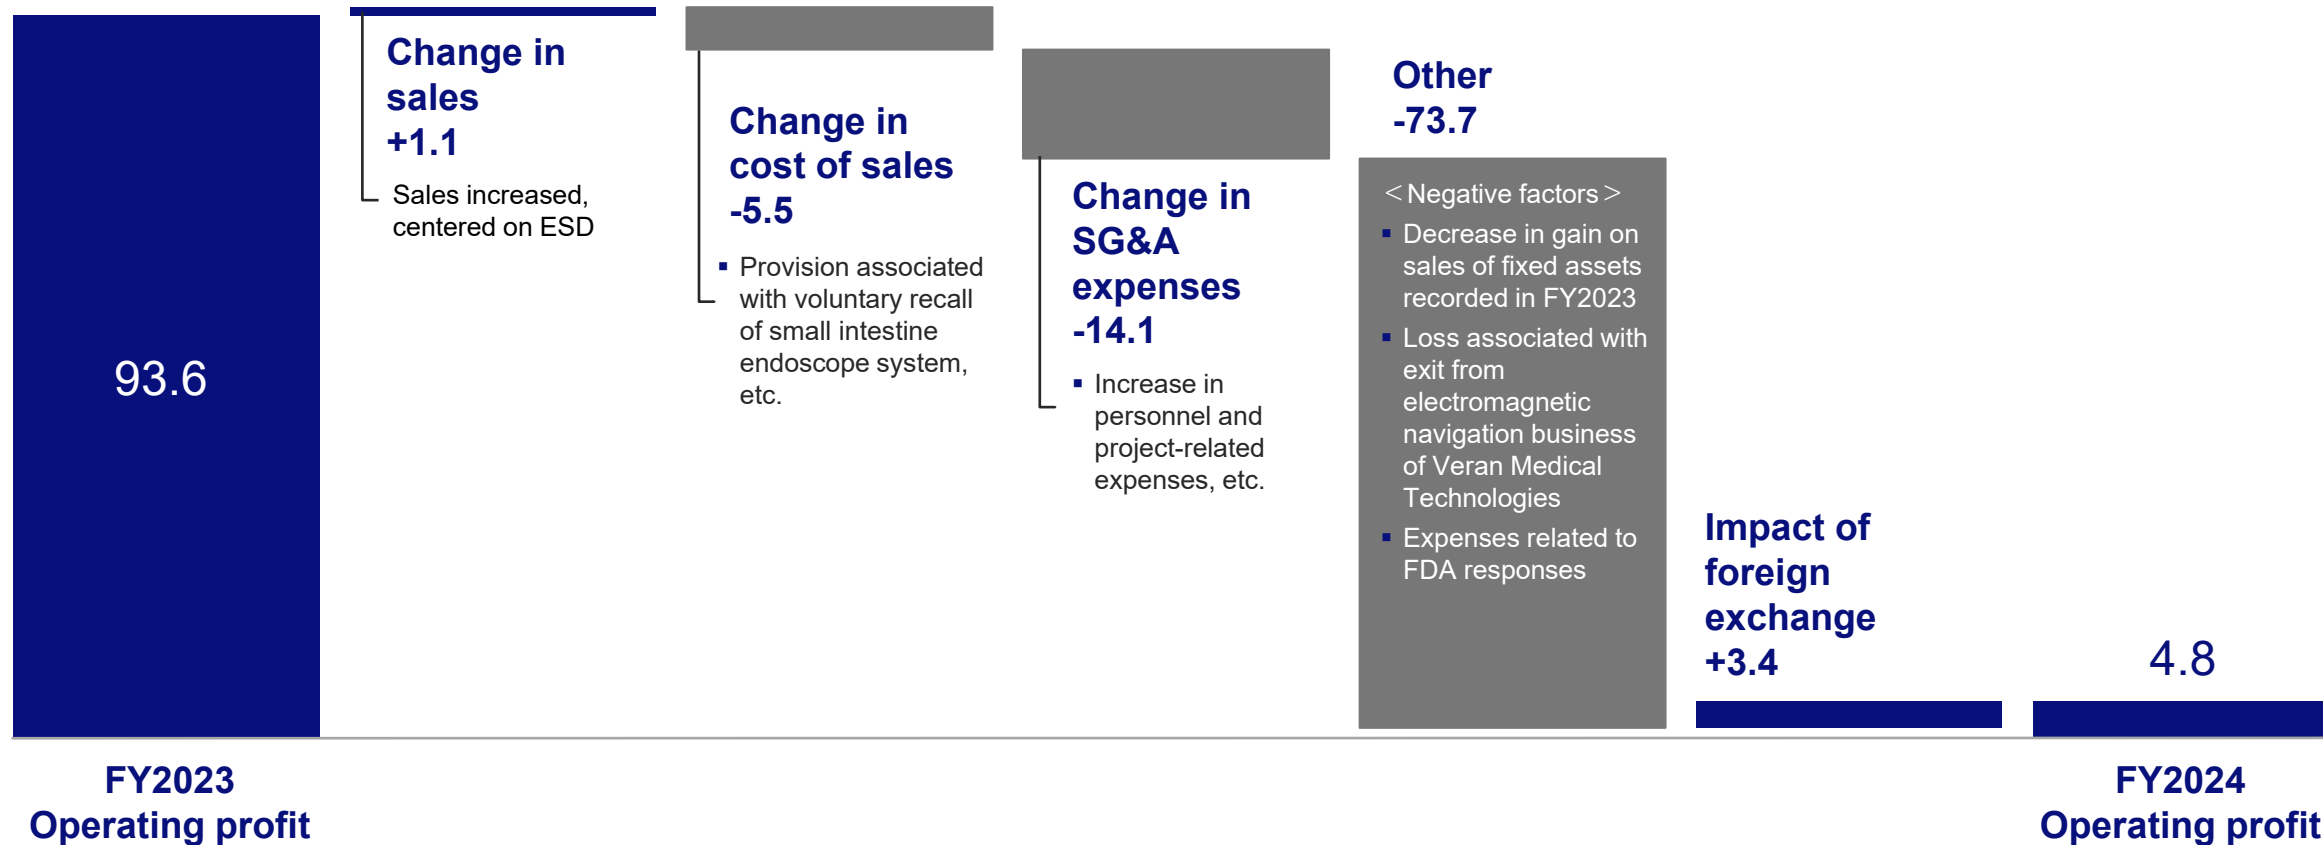 93.6
FY2023
Operating profit
Change in
sales
+1.1
Sales increased,
centered on ESD
Change in
cost of sales
-5.5
▪ Provision associated
with voluntary recall
of small intestine
endoscope system,
etc.
Change in
SG&A
expenses
-14.1
▪ Increase in
personnel and
project-related
expenses, etc.
Other
-73.7
＜Negative factors＞
▪ Decrease in gain on
sales of fixed assets
recorded in FY2023
▪ Loss associated with
exit from
electromagnetic
navigation business
of Veran Medical
Technologies
▪ Expenses related to
FDA responses
Impact of
foreign
exchange
+3.4
4.8
FY2024
Operating profit